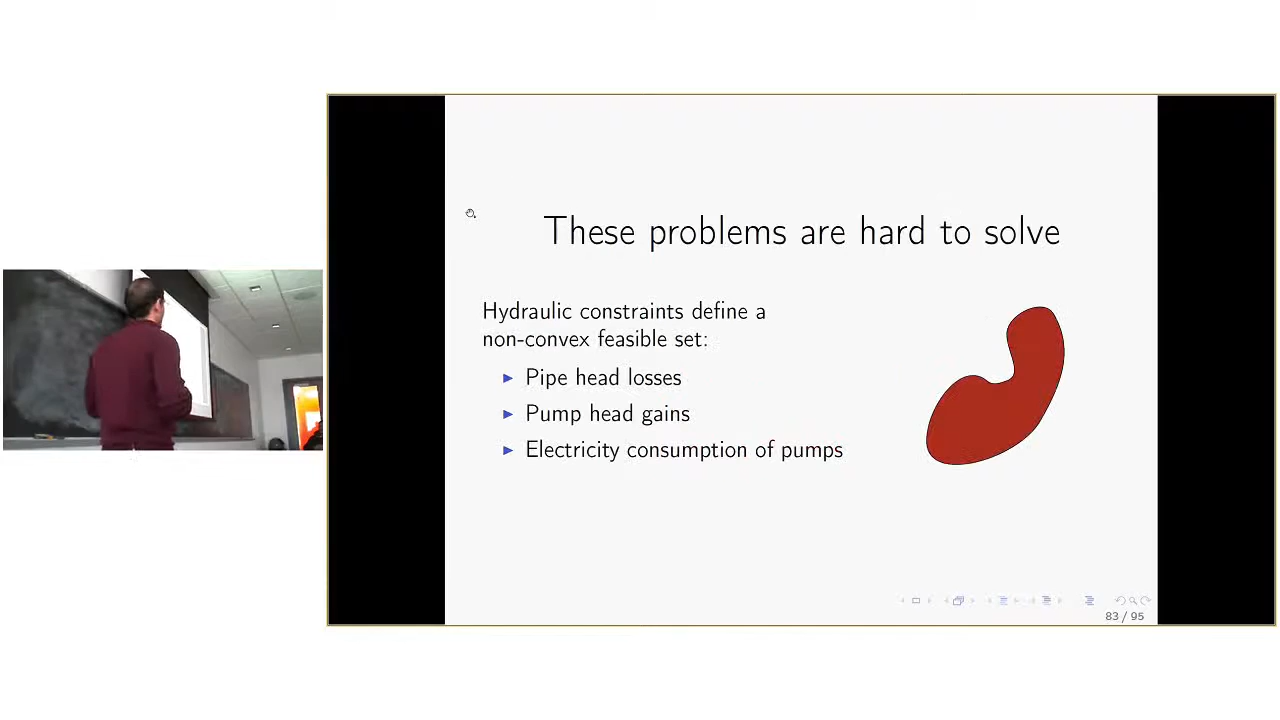 These problems are hard to solve
Hydraulic constraints define a
non-convex feasible set:
Pipe head losses
Pump head gains
Electricity consumption of pumps
83 / 95